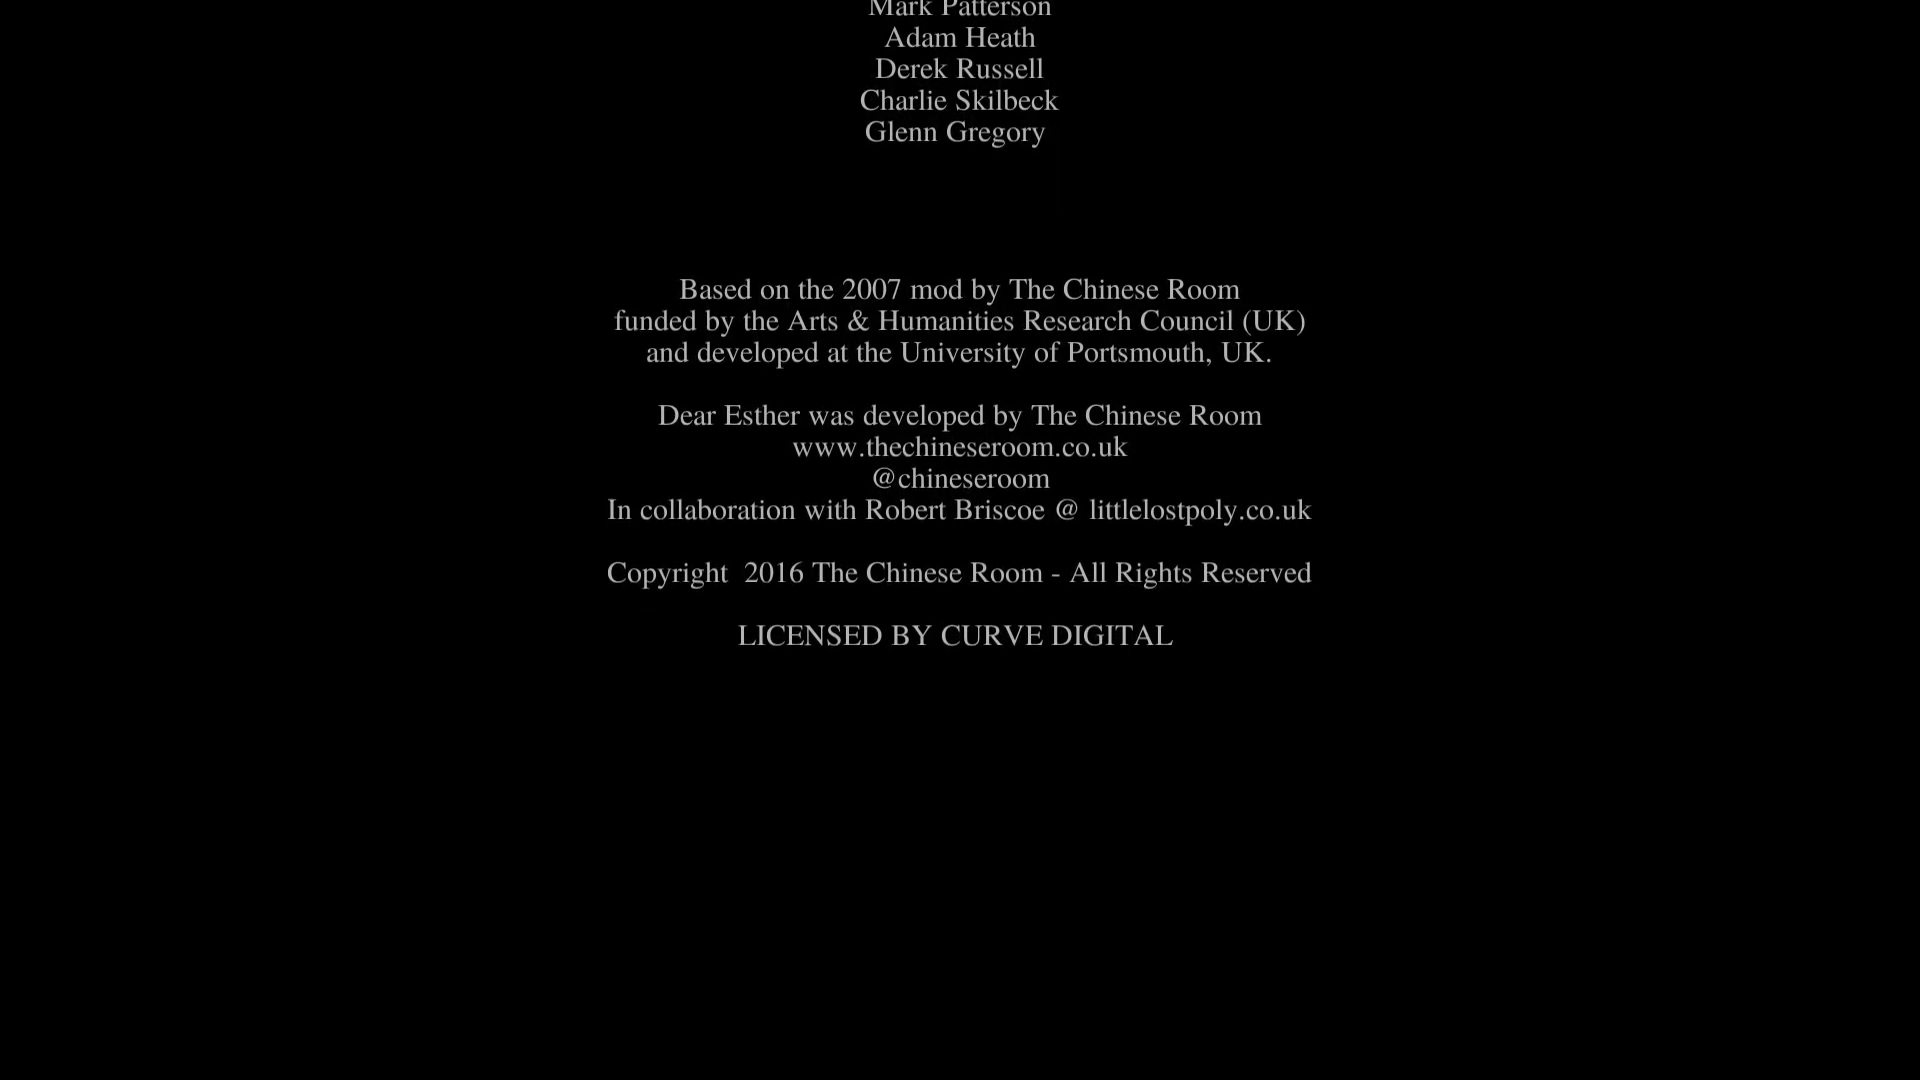 Mark Patterson
Adam Heath
Derek Russell
Charlie Skilbeck
Glenn Gregory
Based on the 2007 mod by The Chinese Room
funded by the Arts & Humanities Research Council (UK)
and developed at the University of Portsmouth, UK.
Dear Esther was developed by The Chinese Room
www.thechineseroom.co.uk
@chineseroom
In collaboration with Robert Briscoe @ littlelostpoly.co.uk
Copyright  2016 The Chinese Room - All Rights Reserved
LICENSED BY CURVE DIGITAL